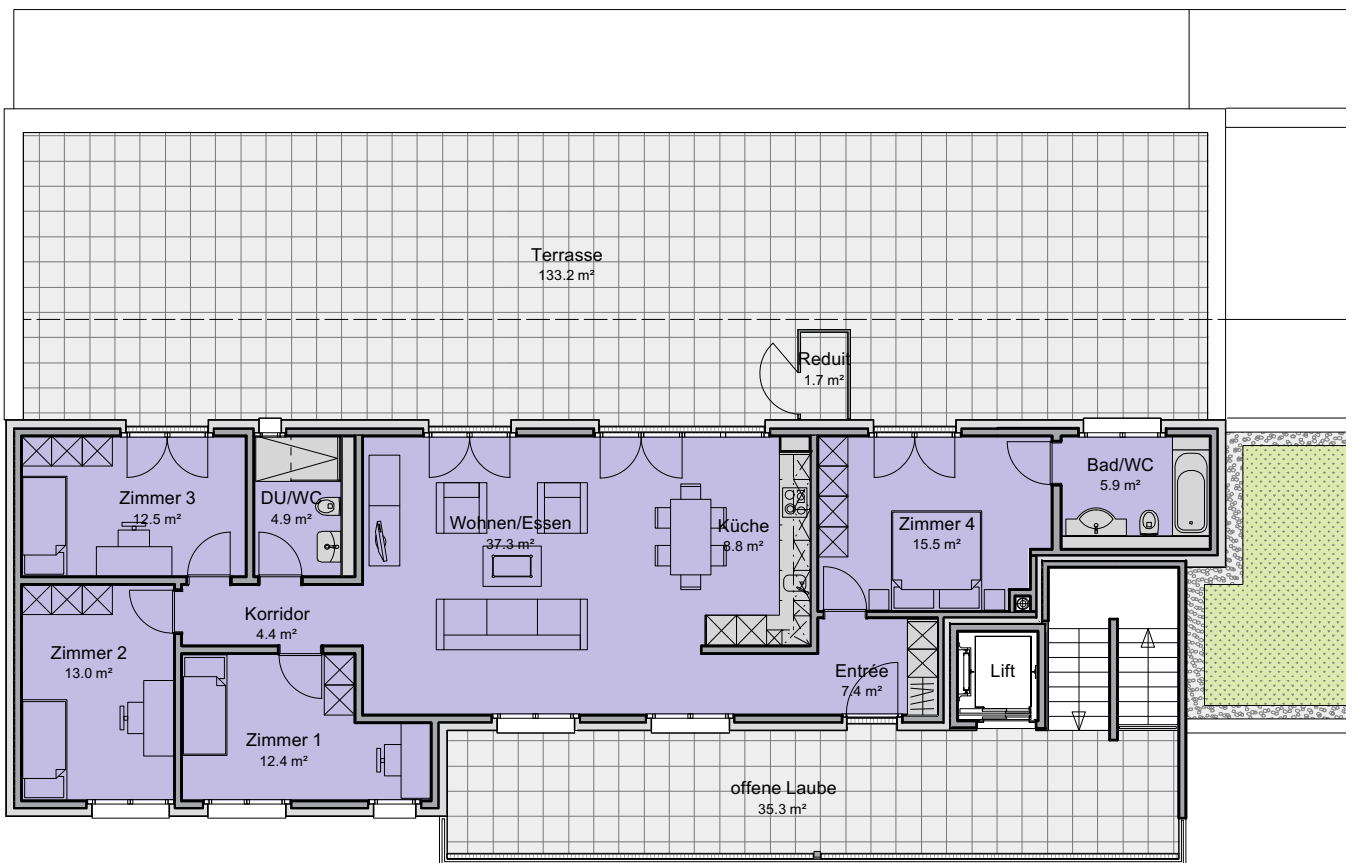 Terrasse
133.2 m²
Reduit
1.7 m²
Zimmer 3
12.5 m²
DU/WC
4.9 m²
Wohnen/Essen
37.3 m²
Küche
8.8 m²
Zimmer 4
15.5 m²
Bad/WC
5.9 m²
Korridor
4.4 m²
Zimmer 2
13.0 m²
Entrée
7.4 m²
Lift
Zimmer 1
12.4 m²
offene Laube
35.3 m²